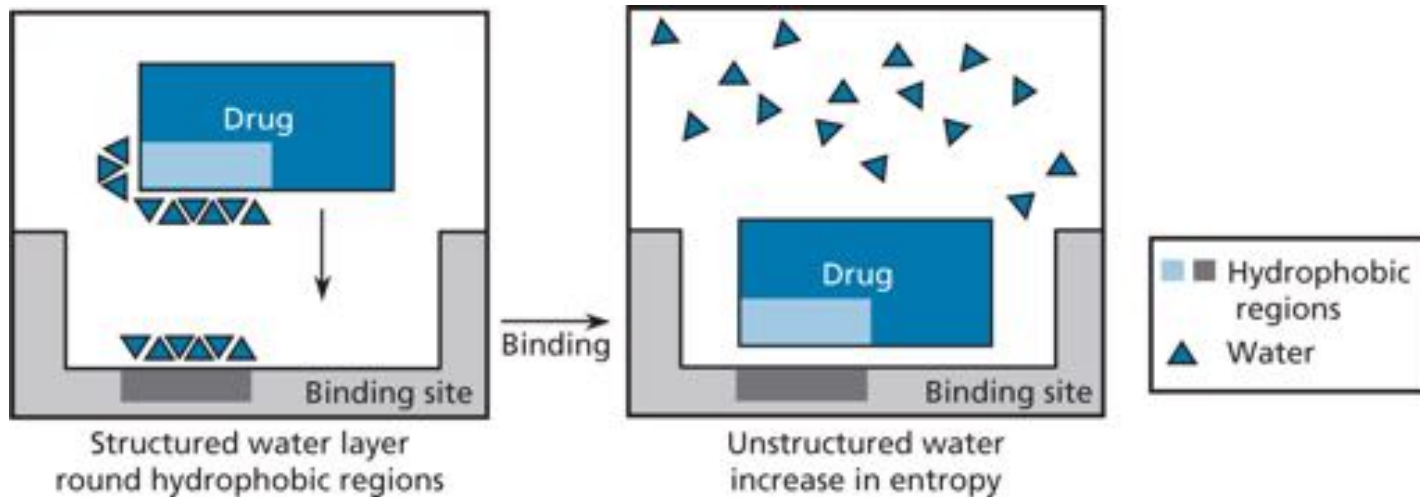 Drug
Binding site
Structured water layer
round hydrophobic regions
Binding
Drug
Binding site
Unstructured water
increase in entropy
Hydrophobic
regions
Water